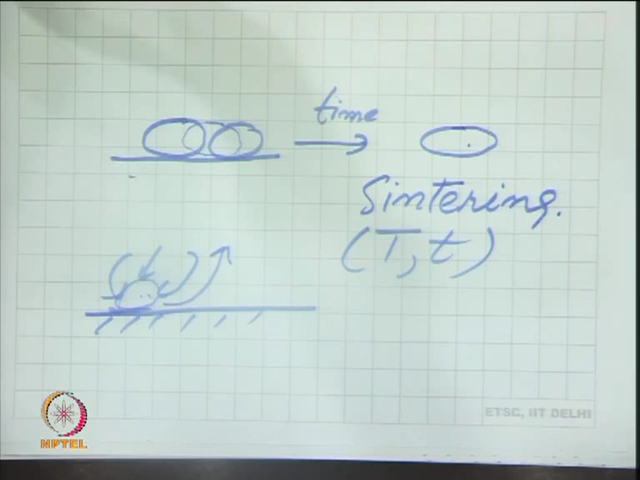 time
Sintering.
(T, t)
ETSC, IIT DELHI
NPTEL